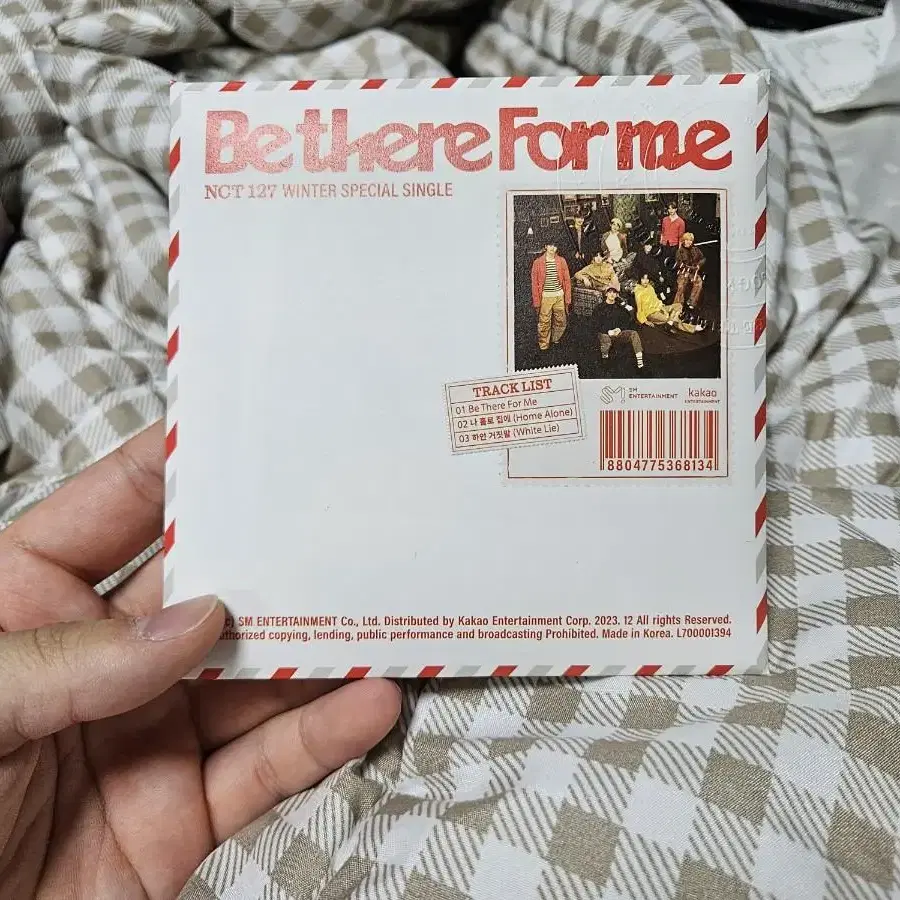 Be there For me
NCT 127 WINTER SPECIAL SINGLE
TRACK LIST
01 Be There For Me
02 나 홀로 집에 (Home Alone)
03 하얀 거짓말 (White Lie)
SM ENTERTAINMENT
kakao ENTERTAINMENT
8804775368134
SM ENTERTAINMENT Co., Ltd. Distributed by Kakao Entertainment Corp. 2023. 12 All rights Reserved.
copying, lending, public performance and broadcasting Prohibited. Made in Korea. L700001394